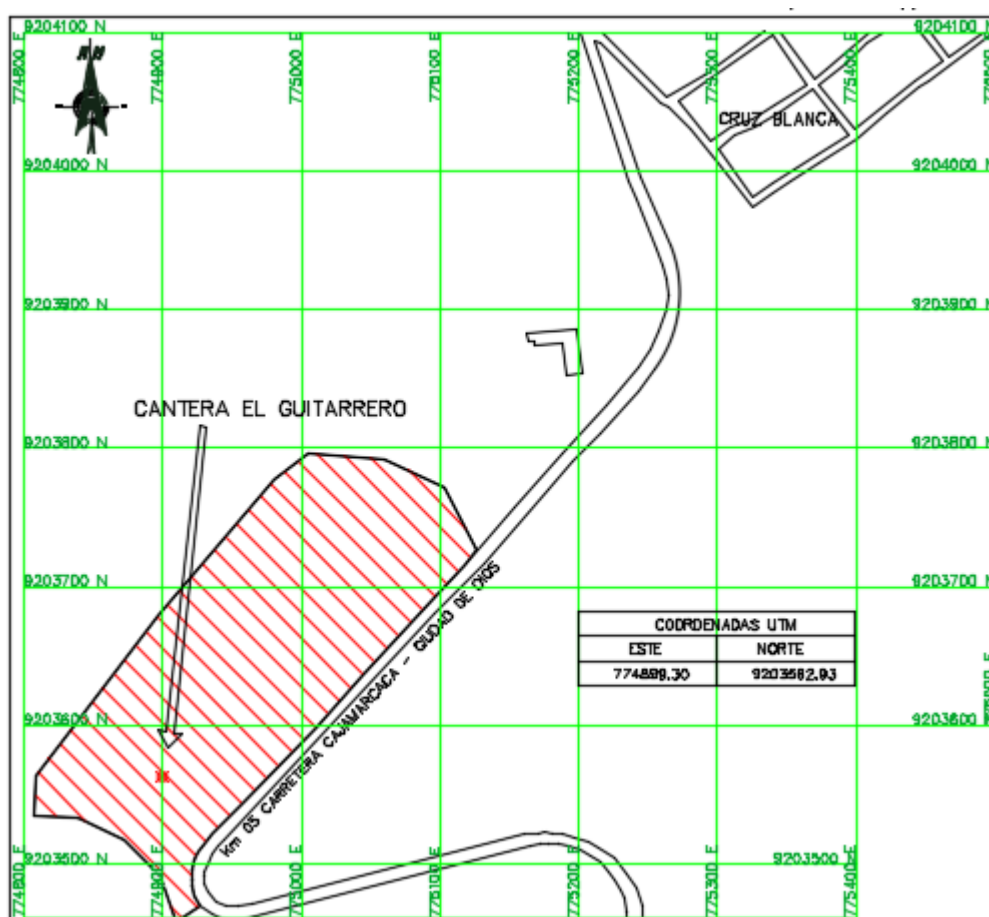 9204100 N
9204100 N
774800 E
774900 E
775000 E
775100 E
775200 E
775300 E
775400 E
CRUZ BLANCA
9204000 N
9204000 N
9203900 N
9203900 N
CANTERA EL GUITARRERO
9203800 N
9203800 N
9203700 N
9203700 N
COORDENADAS UTM
ESTE NORTE
774899.30 9203562.93
Km 05 CARRETERA CAJAMARCACA - CIUDAD DE DIOS
9203600 N
9203600 N
9203500 N
9203500
774800 E
774900 E
775000 E
775100 E
775200 E
775300 E
775400 E